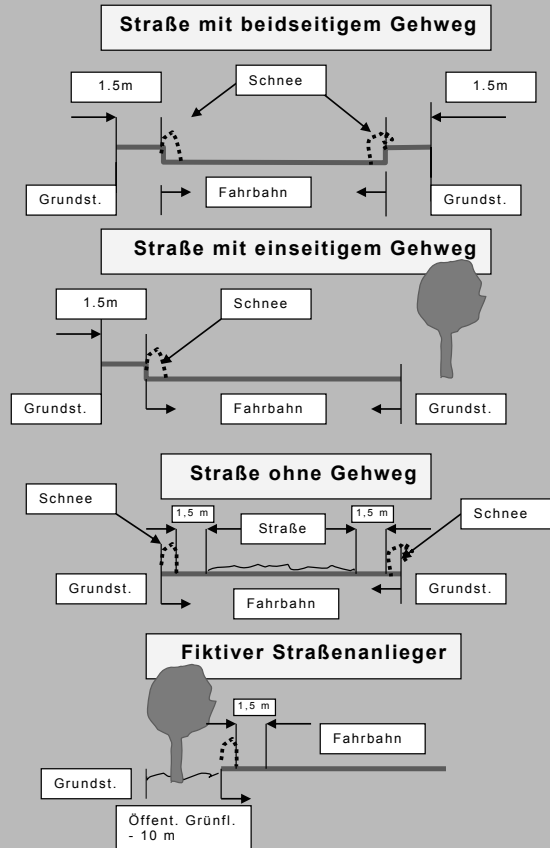 Straße mit beidseitigem Gehweg
1.5m
Schnee
1.5m
Grundst.
Fahrbahn
Grundst.
Straße mit einseitigem Gehweg
1.5m
Schnee
Grundst.
Fahrbahn
Grundst.
Straße ohne Gehweg
Schnee
1,5 m
Straße
1,5 m
Schnee
Grundst.
Fahrbahn
Grundst.
Fiktiver Straßenanlieger
1,5 m
Fahrbahn
Grundst.
Öffent. Grünfl.
- 10 m